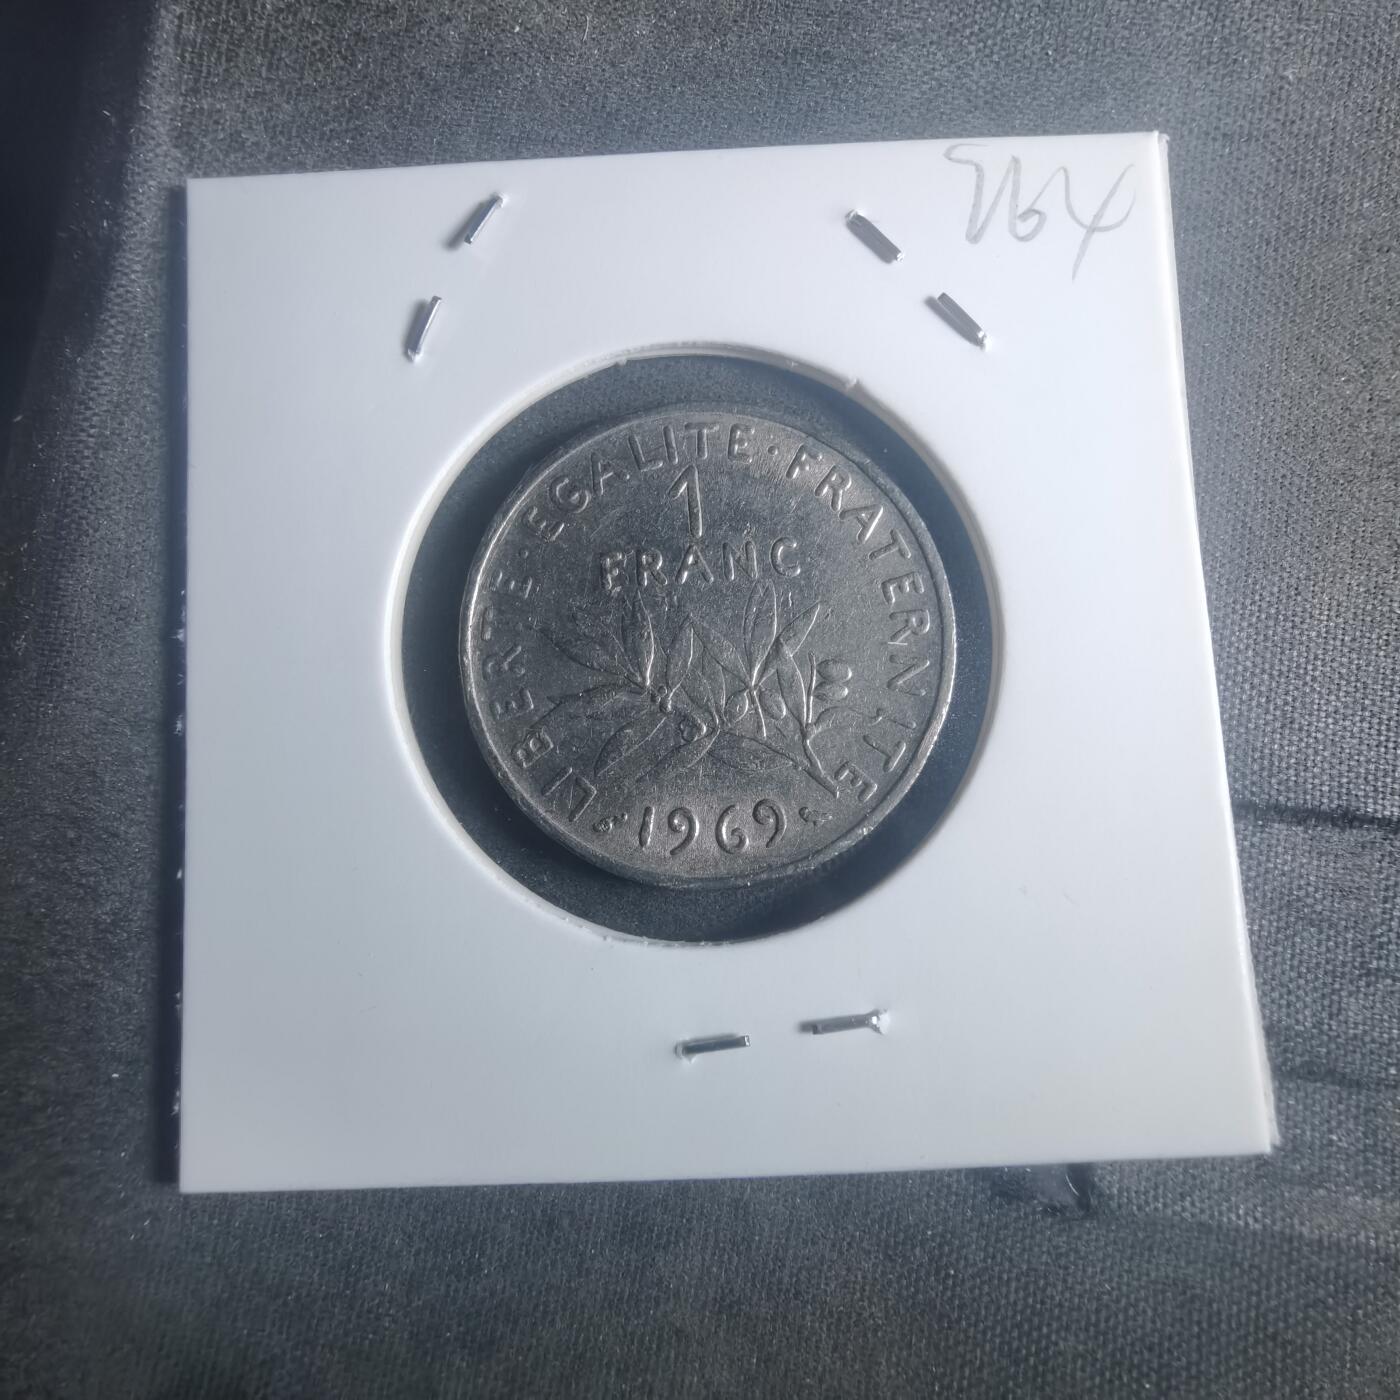 LIBERTE · EGALITE · FRATERNITE
1
FRANC
1969